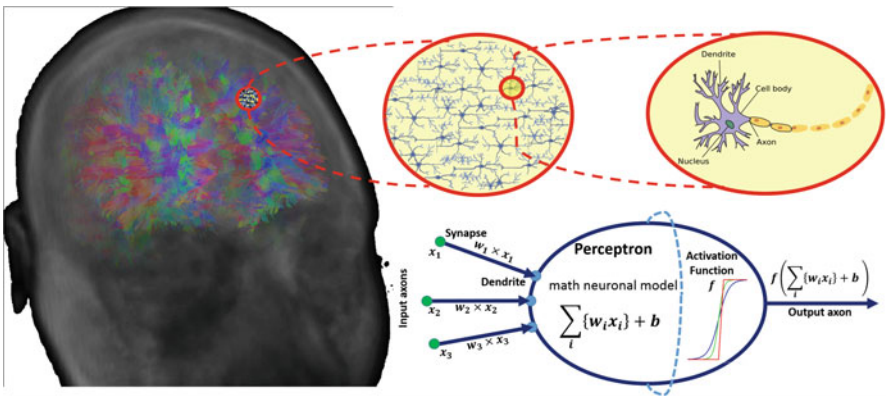 Dendrite
Cell body
Axon
Nucleus
Synapse
x₁
w₁ × x₁
Dendrite
Input axons
x₂
w₂ × x₂
x₃
w₃ × x₃
Perceptron
math neuronal model
∑ᵢ{wᵢxᵢ} + b
Activation
Function
f
f(∑ᵢ{wᵢxᵢ} + b)
Output axon